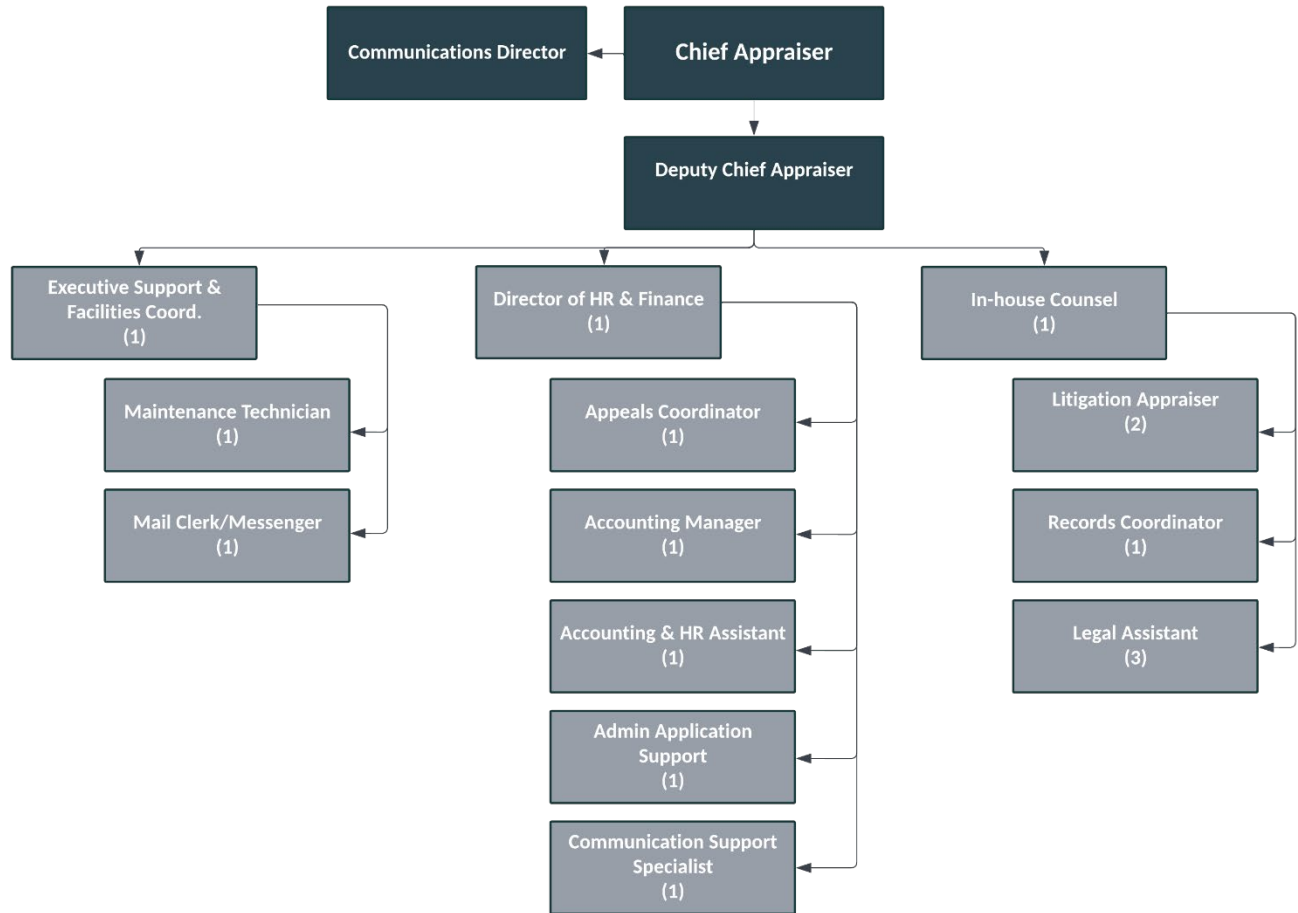 Communications Director
Chief Appraiser
Deputy Chief Appraiser
Executive Support &
Facilities Coord.
(1)
Maintenance Technician
(1)
Mail Clerk/Messenger
(1)
Director of HR & Finance
(1)
Appeals Coordinator
(1)
Accounting Manager
(1)
Accounting & HR Assistant
(1)
Admin Application
Support
(1)
Communication Support
Specialist
(1)
In-house Counsel
(1)
Litigation Appraiser
(2)
Records Coordinator
(1)
Legal Assistant
(3)